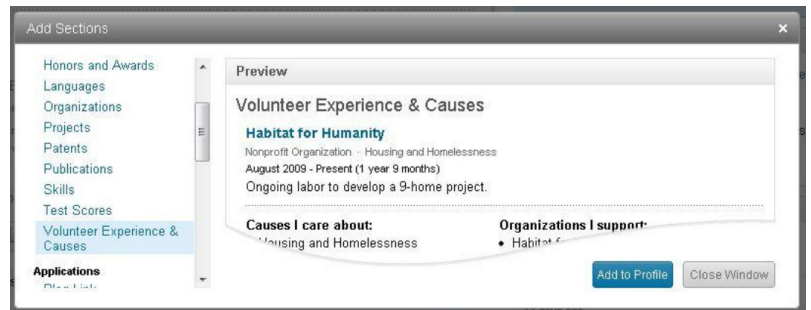 Add Sections
Honors and Awards
Languages
Organizations
Projects
Patents
Publications
Skills
Test Scores
Volunteer Experience &
Causes
Applications
Preview
Volunteer Experience & Causes
Habitat for Humanity
Nonprofit Organization · Housing and Homelessness
August 2009 - Present (1 year 9 months)
Ongoing labor to develop a 9-home project.
Causes I care about:
Housing and Homelessness
Organizations I support:
• Habitat
Add to Profile
Close Window